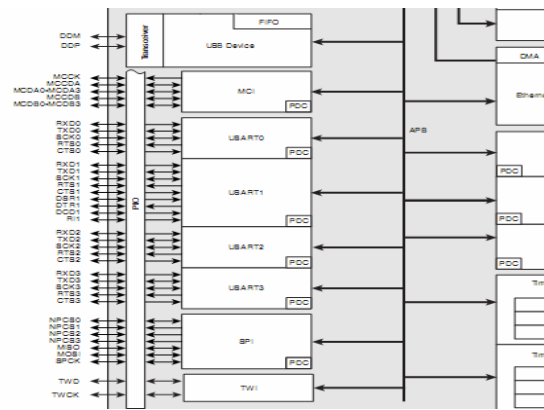 FIFO
DDM
DDP
Transceiver
USB Device
DMA
Ethern
MCCK
MCCDA
MCDA0-MCDA3
MCCDB
MCDB0-MCDB3
MCI
PDC
APB
RXD0
TXD0
SCK0
RTS0
CTS0
USART0
PDC
RXD1
TXD1
SCK1
RTS1
CTS1
DSR1
DTR1
DCD1
RI1
PIO
USART1
PDC
PDC
PDC
RXD2
TXD2
SCK2
RTS2
CTS2
USART2
PDC
PDC
RXD3
TXD3
SCK3
RTS3
CTS3
USART3
PDC
Tim
NPCS0
NPCS1
NPCS2
NPCS3
MISO
MOSI
SPCK
SPI
PDC
Tim
TWD
TWCK
TWI